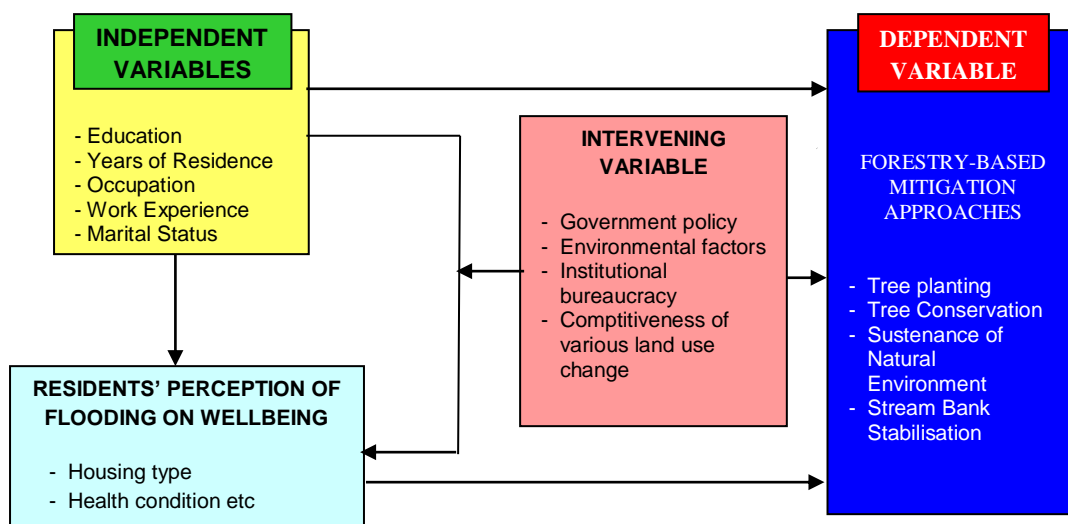 INDEPENDENT
VARIABLES
- Education
- Years of Residence
- Occupation
- Work Experience
- Marital Status
RESIDENTS’ PERCEPTION OF
FLOODING ON WELLBEING
- Housing type
- Health condition etc
INTERVENING
VARIABLE
- Government policy
- Environmental factors
- Institutional
bureaucracy
- Comptitiveness of
various land use
change
DEPENDENT
VARIABLE
FORESTRY-BASED
MITIGATION
APPROACHES
- Tree planting
- Tree Conservation
- Sustenance of
Natural
Environment
- Stream Bank
Stabilisation